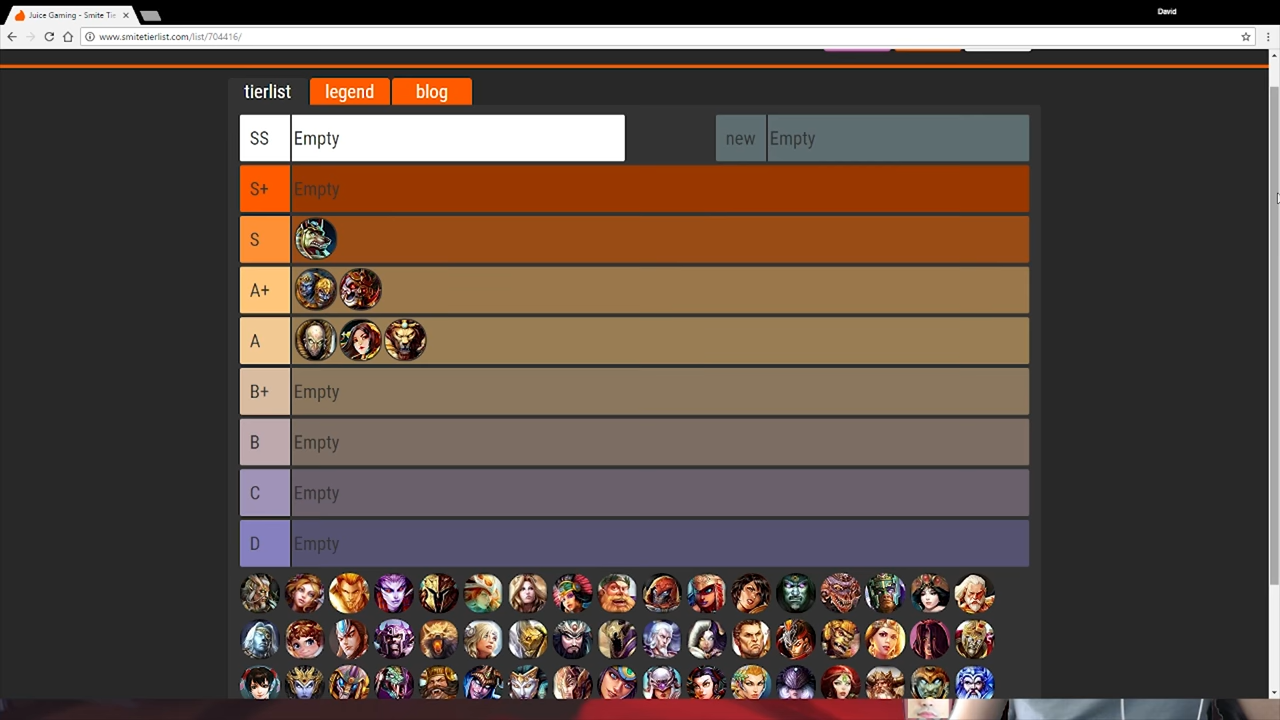 David
Juice Gaming - Smite Tie
www.smitetierlist.com/list/704416/
tierlist legend blog
SS Empty
new Empty
S+ Empty
S
A+
A
B+ Empty
B Empty
C Empty
D Empty